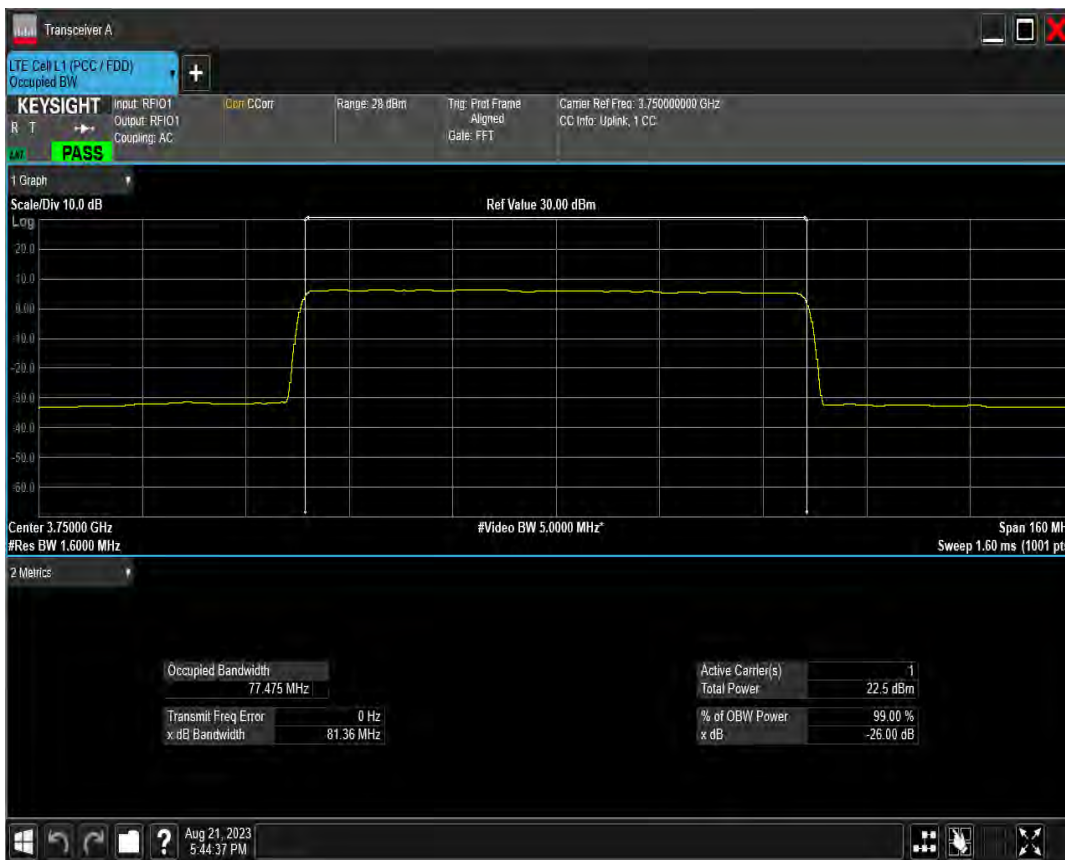 Transceiver A
LTE Cell L1 (PCC / FDD)
Occupied BW
KEYSIGHT
R T
PASS
Input: RFIO1
Output: RFIO1
Coupling: AC
Corr CCorr
Range: 28 dBm
Trig: Prot Frame
Aligned
Gate: FFT
Carrier Ref Freq: 3.750000000 GHz
CC Info: Uplink, 1 CC
1 Graph
Scale/Div 10.0 dB
Ref Value 30.00 dBm
Log
20.0
10.0
0.00
-10.0
-20.0
-30.0
-40.0
-50.0
-60.0
Center 3.75000 GHz
#Video BW 5.0000 MHz*
Span 160 MH
#Res BW 1.6000 MHz
Sweep 1.60 ms (1001 pt
2 Metrics
Occupied Bandwidth
77.475 MHz
Transmit Freq Error 0 Hz
x dB Bandwidth 81.36 MHz
Active Carrier(s) 1
Total Power 22.5 dBm
% of OBW Power 99.00 %
x dB -26.00 dB
?
Aug 21, 2023
5:44:37 PM